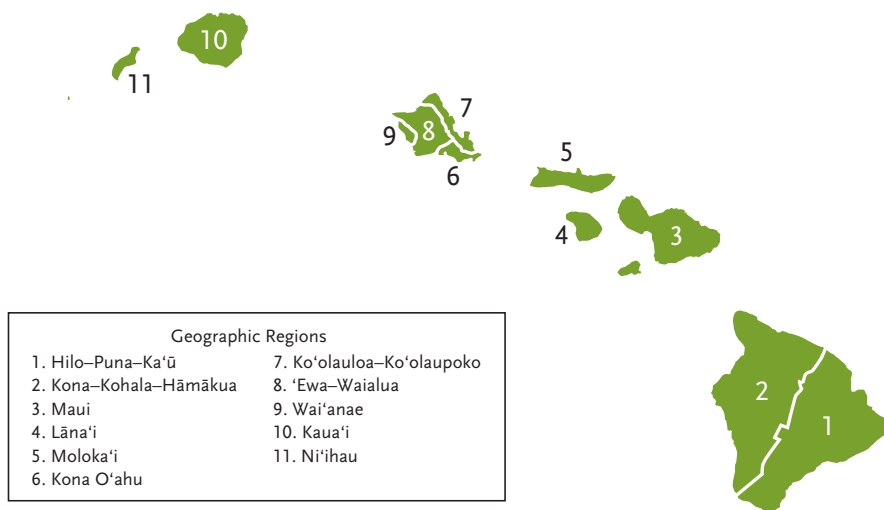 10
11
7
9
8
6
5
4
3
2
1
Geographic Regions
1. Hilo–Puna–Ka‘ū
2. Kona–Kohala–Hāmākua
3. Maui
4. Lāna‘i
5. Moloka‘i
6. Kona O‘ahu
7. Ko‘olauloa–Ko‘olaupoko
8. ‘Ewa–Waialua
9. Wai‘anae
10. Kaua‘i
11. Ni‘ihau